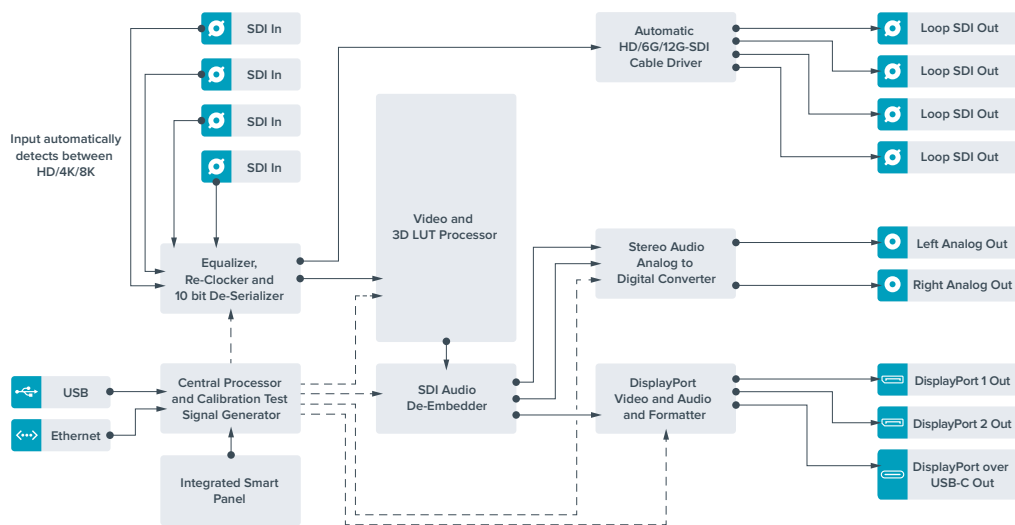 SDI In
SDI In
SDI In
SDI In
Input automatically
detects between
HD/4K/8K
Equalizer,
Re-Clocker and
10 bit De-Serializer
Video and
3D LUT Processor
Automatic
HD/6G/12G-SDI
Cable Driver
Loop SDI Out
Loop SDI Out
Loop SDI Out
Loop SDI Out
Stereo Audio
Analog to
Digital Converter
Left Analog Out
Right Analog Out
USB
Ethernet
Central Processor
and Calibration Test
Signal Generator
Integrated Smart
Panel
SDI Audio
De-Embedder
DisplayPort
Video and Audio
and Formatter
DisplayPort 1 Out
DisplayPort 2 Out
DisplayPort over
USB-C Out